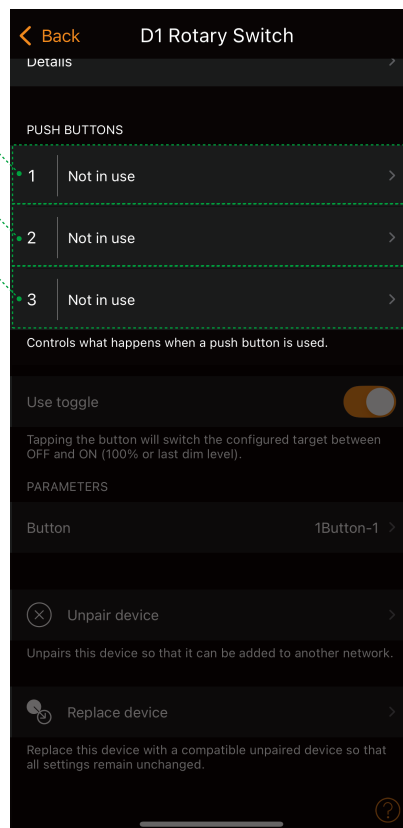 Back
D1 Rotary Switch
Details
PUSH BUTTONS
1 Not in use
2 Not in use
3 Not in use
Controls what happens when a push button is used.
Use toggle
Tapping the button will switch the configured target between
OFF and ON (100% or last dim level).
PARAMETERS
Button 1Button-1
Unpair device
Unpairs this device so that it can be added to another network.
Replace device
Replace this device with a compatible unpaired device so that
all settings remain unchanged.
?